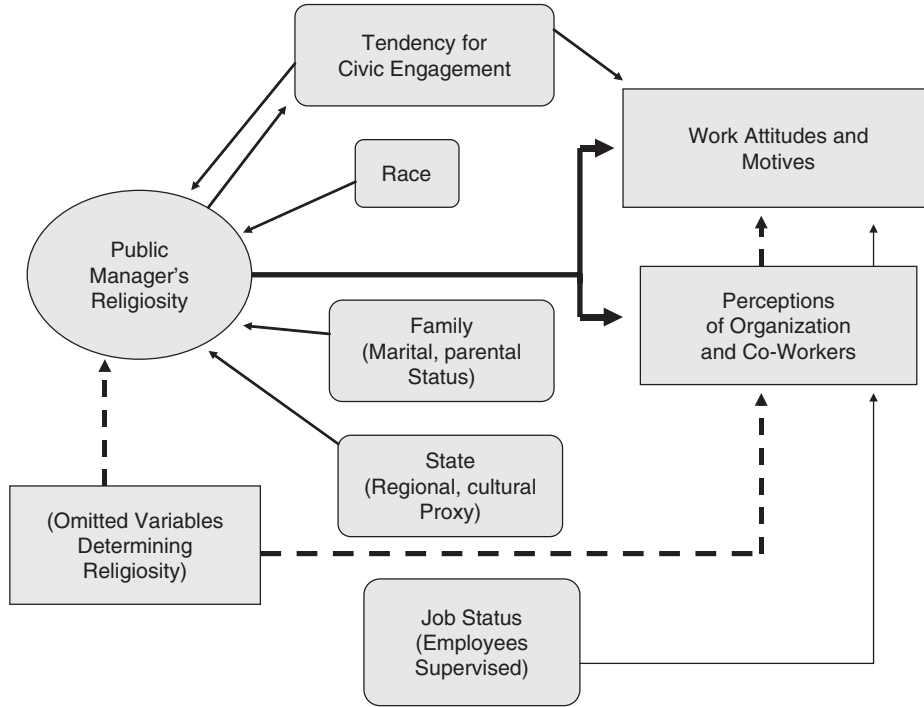 Tendency for
Civic Engagement
Work Attitudes and
Motives
Race
Public
Manager's
Religiosity
Perceptions
of Organization
and Co-Workers
Family
(Marital, parental
Status)
State
(Regional, cultural
Proxy)
(Omitted Variables
Determining
Religiosity)
Job Status
(Employees
Supervised)